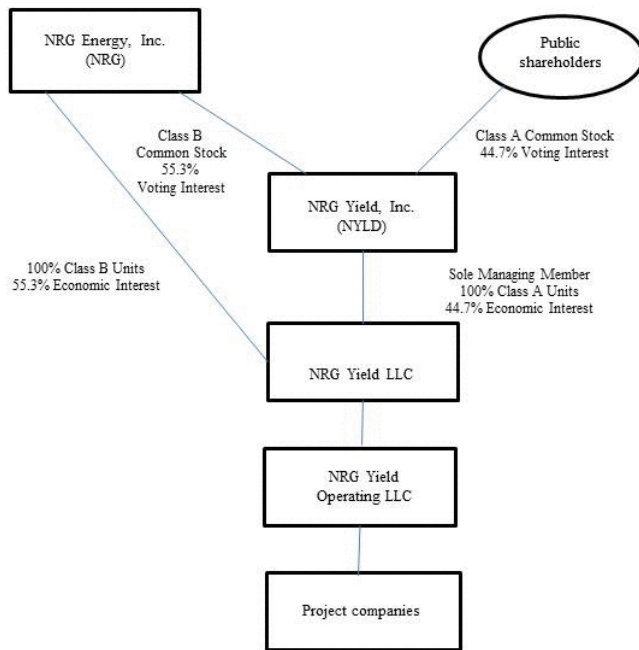 NRG Energy, Inc.
(NRG)
Public
shareholders
Class B
Common Stock
55.3%
Voting Interest
Class A Common Stock
44.7% Voting Interest
NRG Yield, Inc.
(NYLD)
100% Class B Units
55.3% Economic Interest
Sole Managing Member
100% Class A Units
44.7% Economic Interest
NRG Yield LLC
NRG Yield
Operating LLC
Project companies